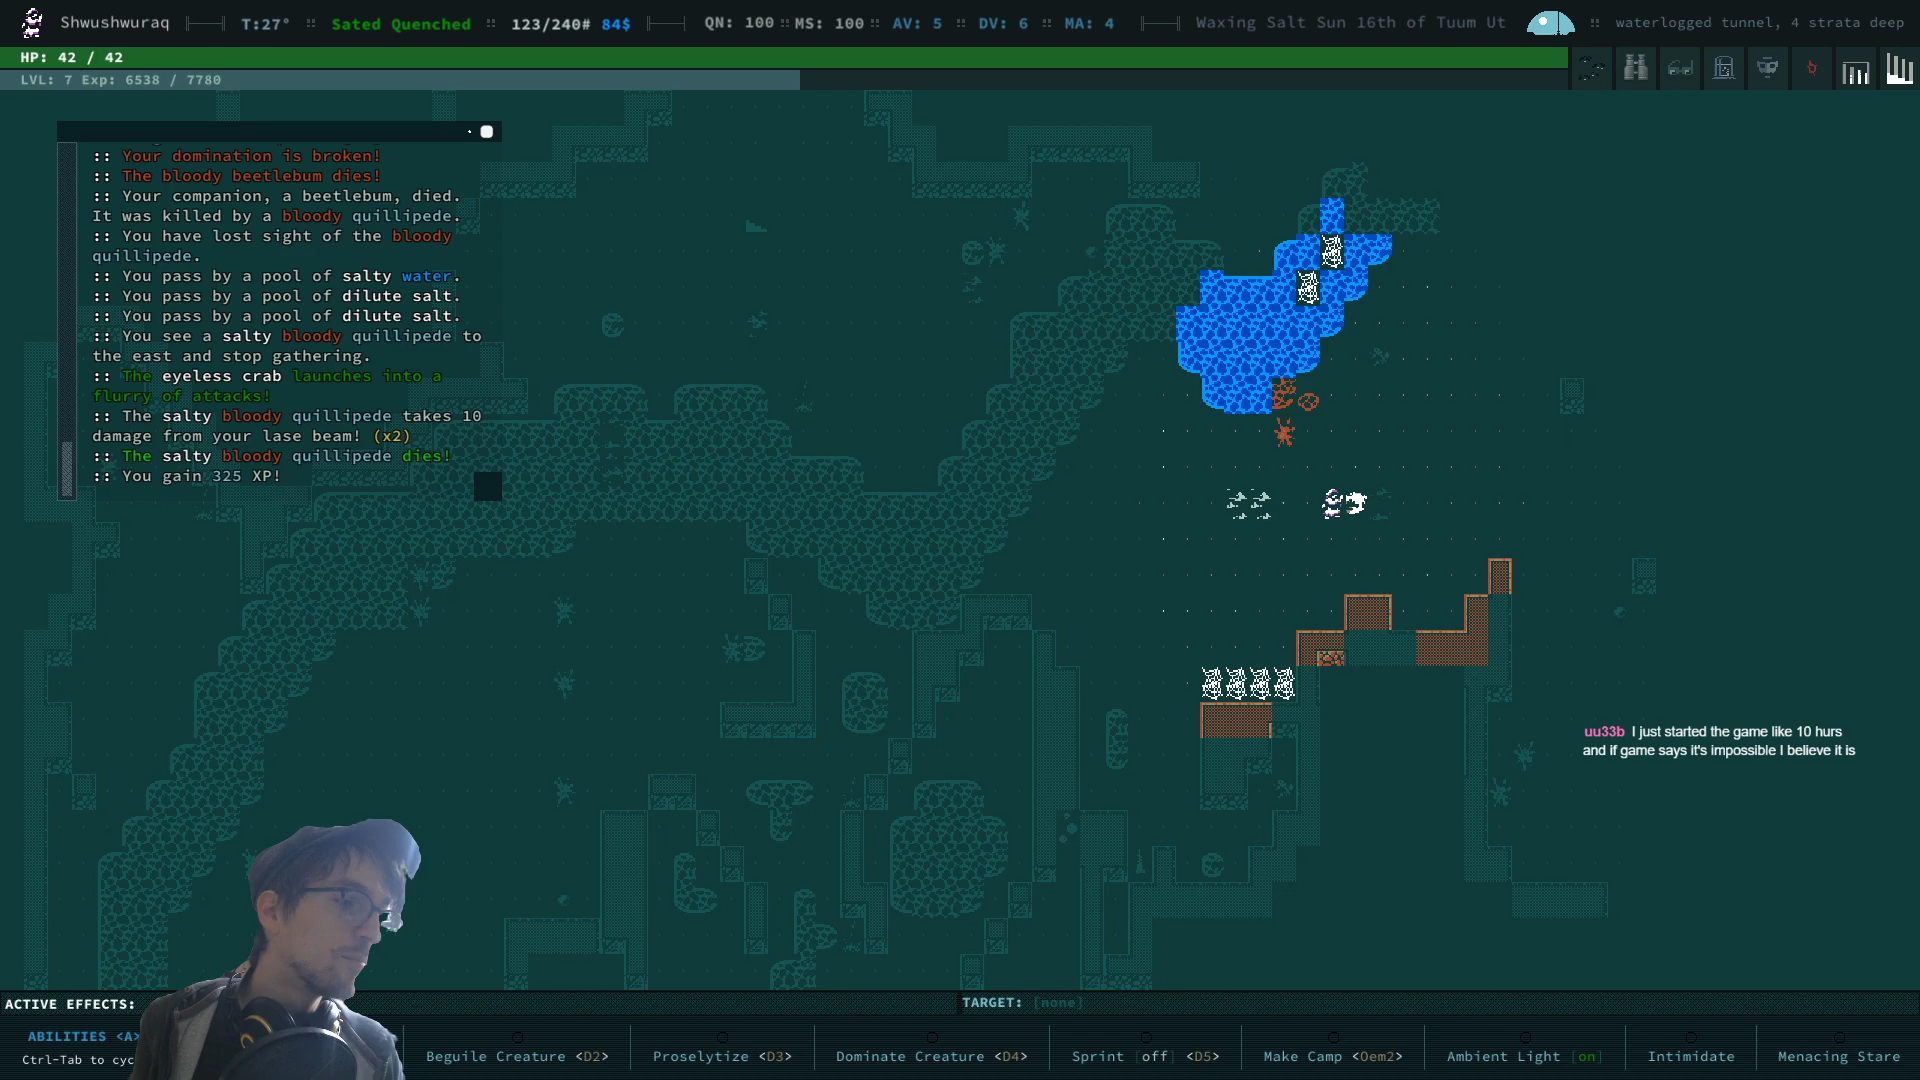 Shwushwuraq T:27° :: Sated Quenched :: 123/240# 84$ QN: 100 :: MS: 100 :: AV: 5 :: DV: 6 :: MA: 4 Waxing Salt Sun 16th of Tuum Ut :: waterlogged tunnel, 4 strata deep
HP: 42 / 42
LVL: 7 Exp: 6538 / 7780
:: Your domination is broken!
:: The bloody beetlebum dies!
:: Your companion, a beetlebum, died.
It was killed by a bloody quillipede.
:: You have lost sight of the bloody
quillipede.
:: You pass by a pool of salty water.
:: You pass by a pool of dilute salt.
:: You pass by a pool of dilute salt.
:: You see a salty bloody quillipede to
the east and stop gathering.
:: The eyeless crab launches into a
flurry of attacks!
:: The salty bloody quillipede takes 10
damage from your lase beam! (x2)
:: The salty bloody quillipede dies!
:: You gain 325 XP!
uu33b I just started the game like 10 hurs
and if game says it's impossible I believe it is
ACTIVE EFFECTS: TARGET: [none]
ABILITIES <A>
Ctrl-Tab to cyc
Beguile Creature <D2> Proselytize <D3> Dominate Creature <D4> Sprint [off] <D5> Make Camp <Oem2> Ambient Light [on] Intimidate Menacing Stare